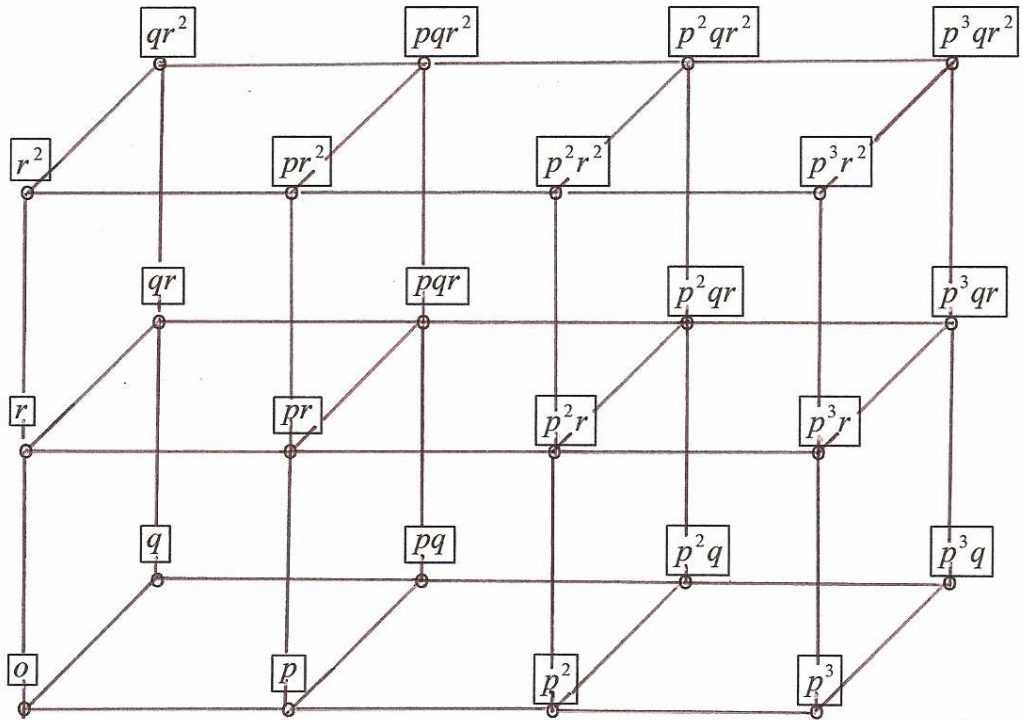 qr² pqr² p²qr² p³qr²
r² pr² p²r² p³r²
qr pqr p²qr p³qr
r pr p²r p³r
q pq p²q p³q
o p p² p³